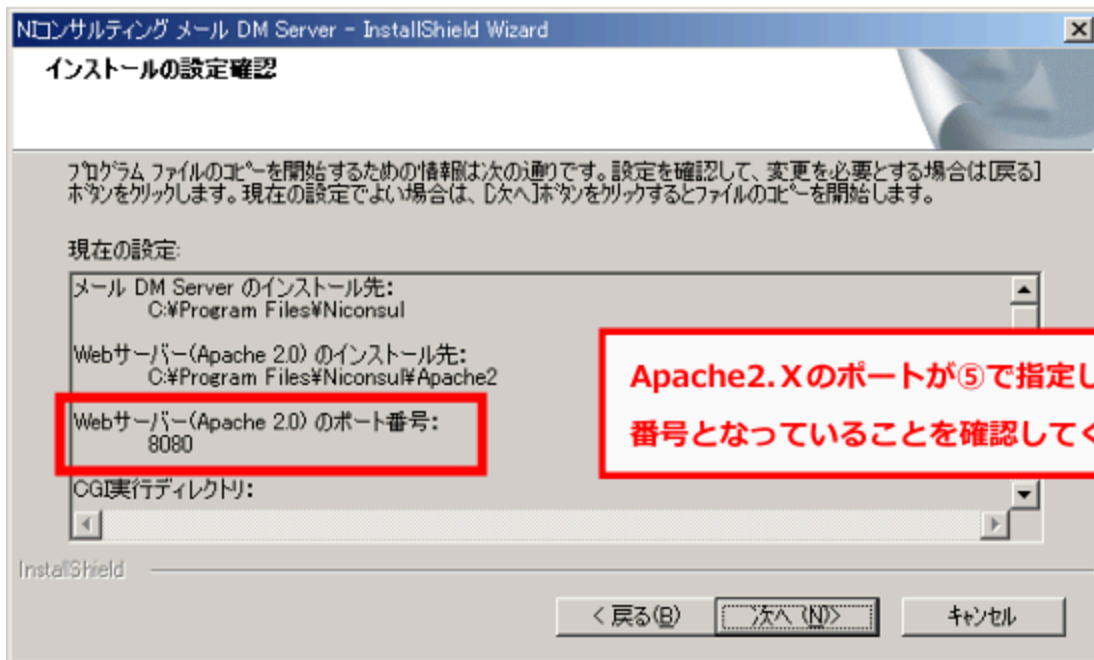 NIコンサルティング メール DM Server - InstallShield Wizard
インストールの設定確認
プログラム ファイルのコピーを開始するための情報は次の通りです。設定を確認して、変更を必要とする場合は[戻る]
ボタンをクリックします。現在の設定でよい場合は、[次へ]ボタンをクリックするとファイルのコピーを開始します。
現在の設定:
メール DM Server のインストール先:
C:¥Program Files¥Niconsul
Webサーバー(Apache 2.0) のインストール先:
C:¥Program Files¥Niconsul¥Apache2
Apache2.Xのポートが⑤で指定し
Webサーバー(Apache 2.0) のポート番号:
番号となっていることを確認してく
8080
CGI実行ディレクトリ:
InstallShield
< 戻る(B)
次へ (N)>
キャンセル